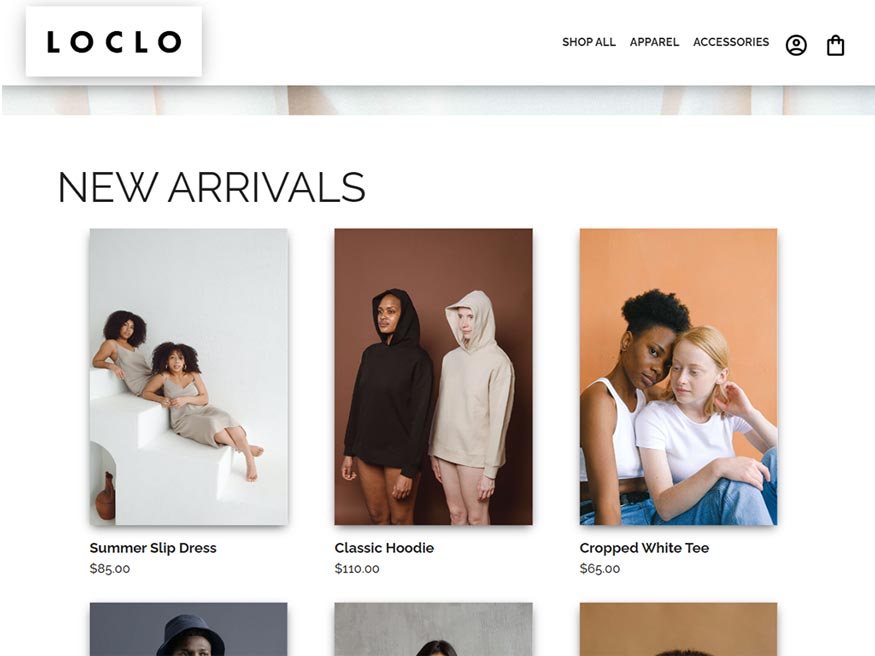 LOCLO
SHOP ALL APPAREL ACCESSORIES
NEW ARRIVALS
Summer Slip Dress
$85.00
Classic Hoodie
$110.00
Cropped White Tee
$65.00